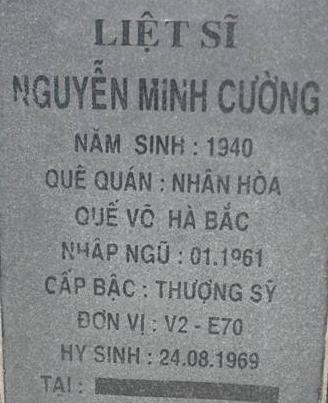 LIỆT SĨ
NGUYỄN MINH CƯỜNG
NĂM SINH : 1940
QUÊ QUÁN : NHÂN HÒA
QUẾ VÕ HÀ BẮC
NHẬP NGŨ : 01.1961
CẤP BẬC : THƯỢNG SỸ
ĐƠN VỊ : V2 - E70
HY SINH : 24.08.1969
TẠI :